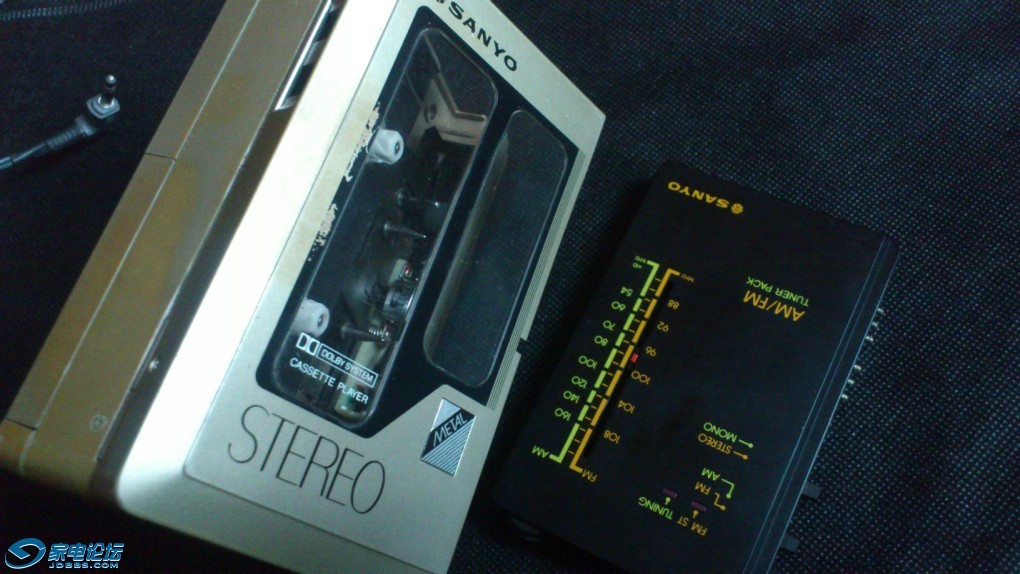 SANYO
DOLBY SYSTEM
CASSETTE PLAYER
STEREO
METAL
SANYO
AM/FM
TUNER PACK
kHz
54 60 70 80 100 120 140 160
AM
MHz
88 92 96 100 104 108
FM
MONO
STEREO
AM
FM
FM ST TUNING
家电论坛
JDBBS.COM